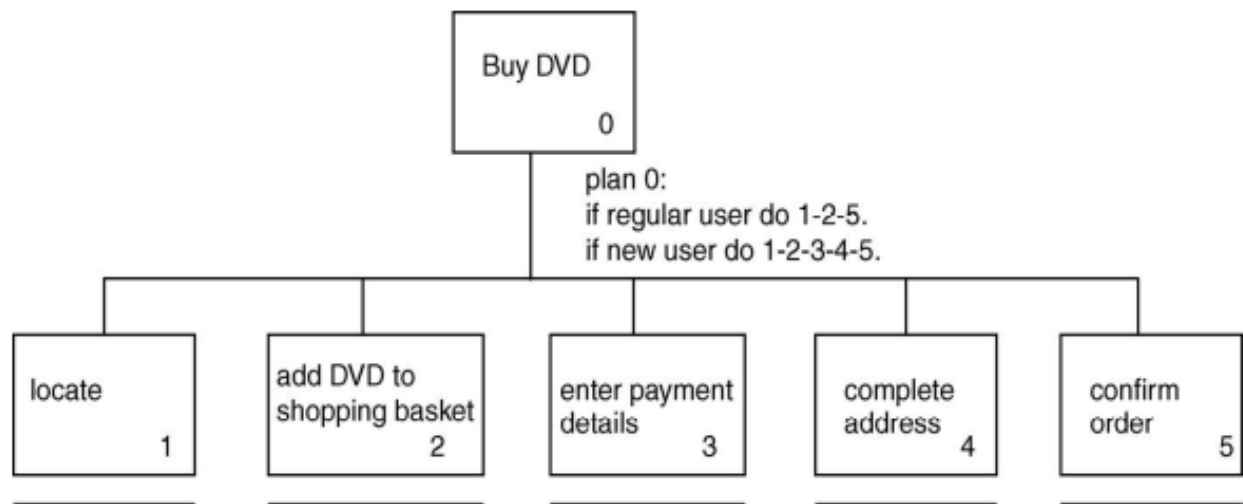 Buy DVD
0
plan 0:
if regular user do 1-2-5.
if new user do 1-2-3-4-5.
locate
1
add DVD to
shopping basket
2
enter payment
details
3
complete
address
4
confirm
order
5